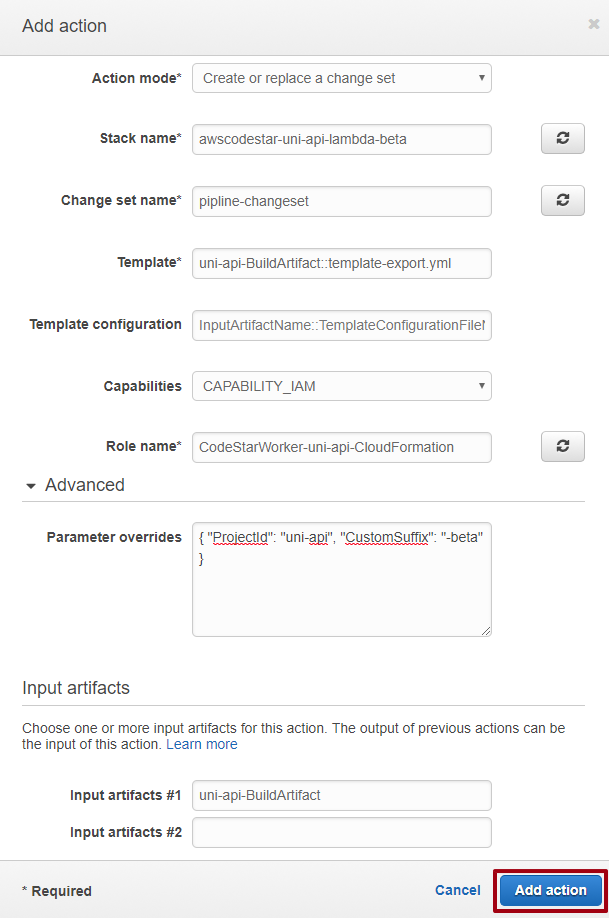 Add action ×
Action mode* Create or replace a change set
Stack name* awscodestar-uni-api-lambda-beta
Change set name* pipline-changeset
Template* uni-api-BuildArtifact::template-export.yml
Template configuration InputArtifactName::TemplateConfigurationFileN
Capabilities CAPABILITY_IAM
Role name* CodeStarWorker-uni-api-CloudFormation
Advanced
Parameter overrides { "ProjectId": "uni-api", "CustomSuffix": "-beta"
}
Input artifacts
Choose one or more input artifacts for this action. The output of previous actions can be
the input of this action. Learn more
Input artifacts #1 uni-api-BuildArtifact
Input artifacts #2
* Required Cancel Add action